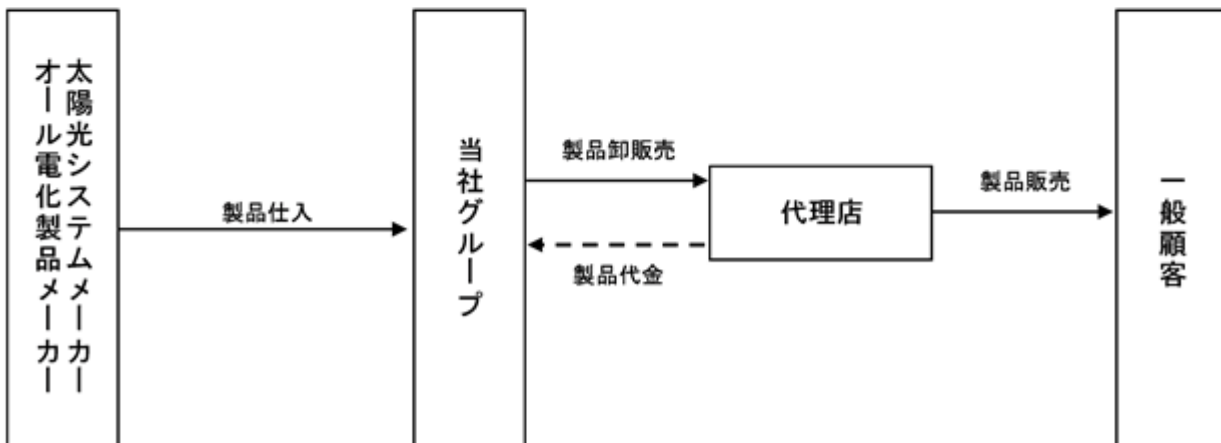 太陽光システムメーカー
オール電化製品メーカー
製品仕入
当社グループ
製品卸販売
製品代金
代理店
製品販売
一般顧客